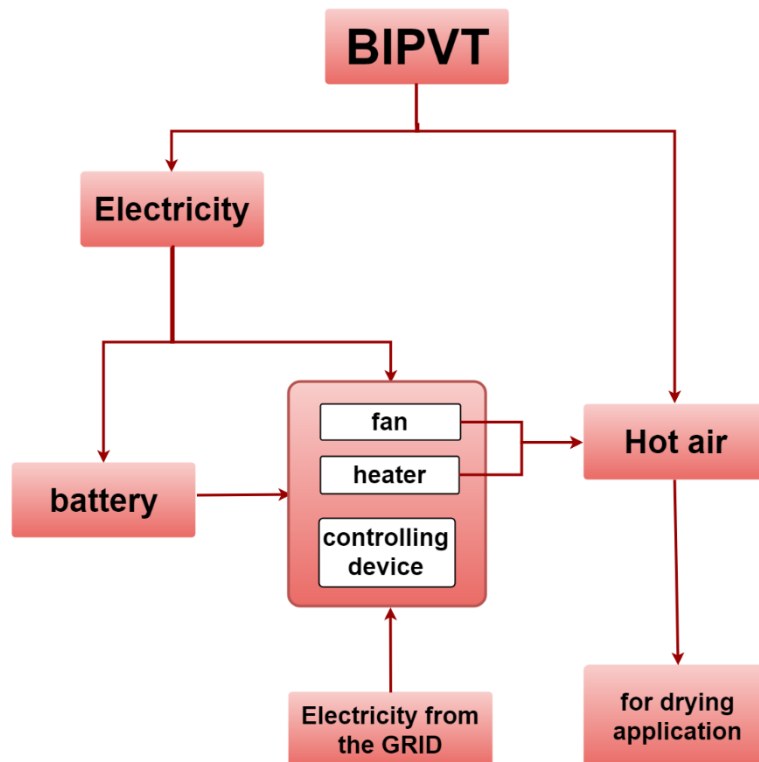 BIPVT
Electricity
fan
Hot air
heater
battery
controlling
device
Electricity from
the GRID
for drying
application